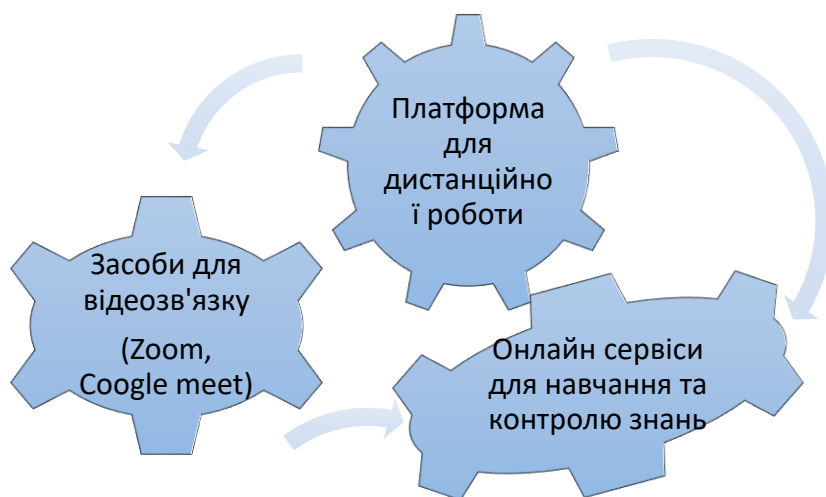 Платформа
для
дистанційно
ї роботи
Засоби для
відеозв'язку
(Zoom,
Coogle meet)
Онлайн сервіси
для навчання та
контролю знань